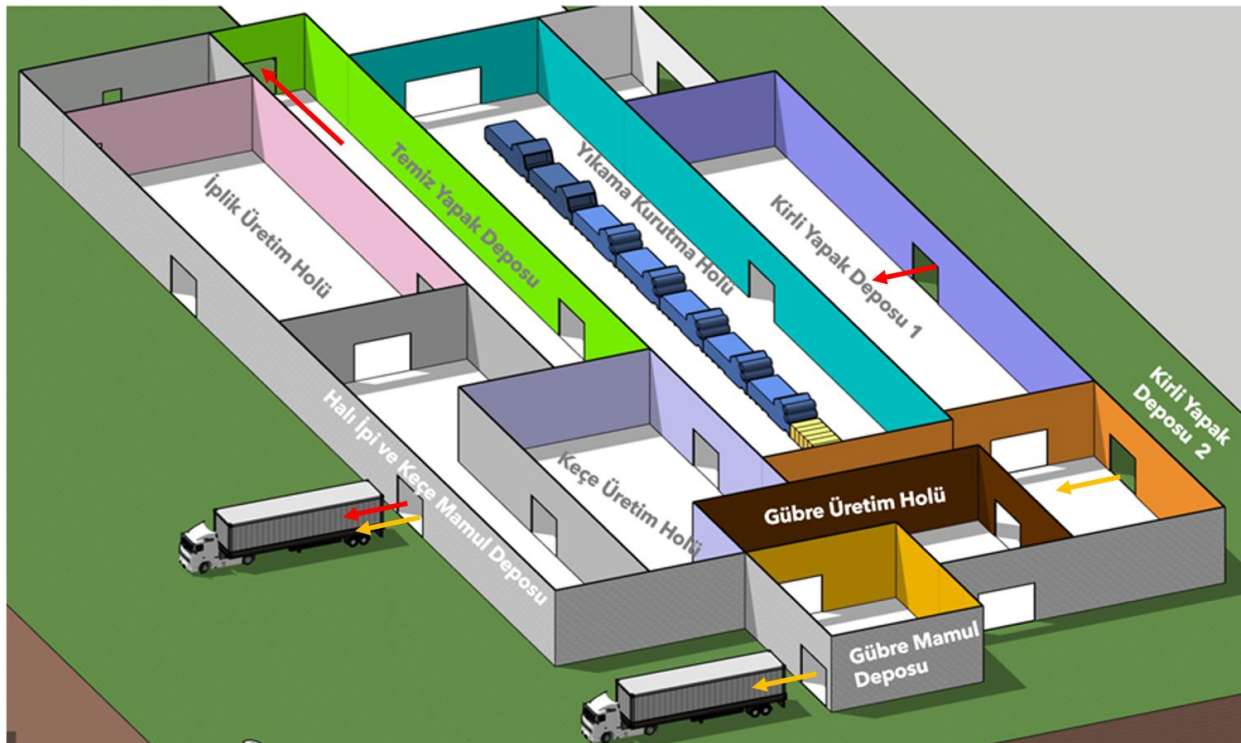 İplik Üretim Holü
Temiz Yapak Deposu
Yıkama Kurutma Holü
Kirli Yapak Deposu 1
Kirli Yapak
Deposu 2
Halı İpi ve Keçe Mamul Deposu
Keçe Üretim Holü
Gübre Üretim Holü
Gübre Mamul
Deposu